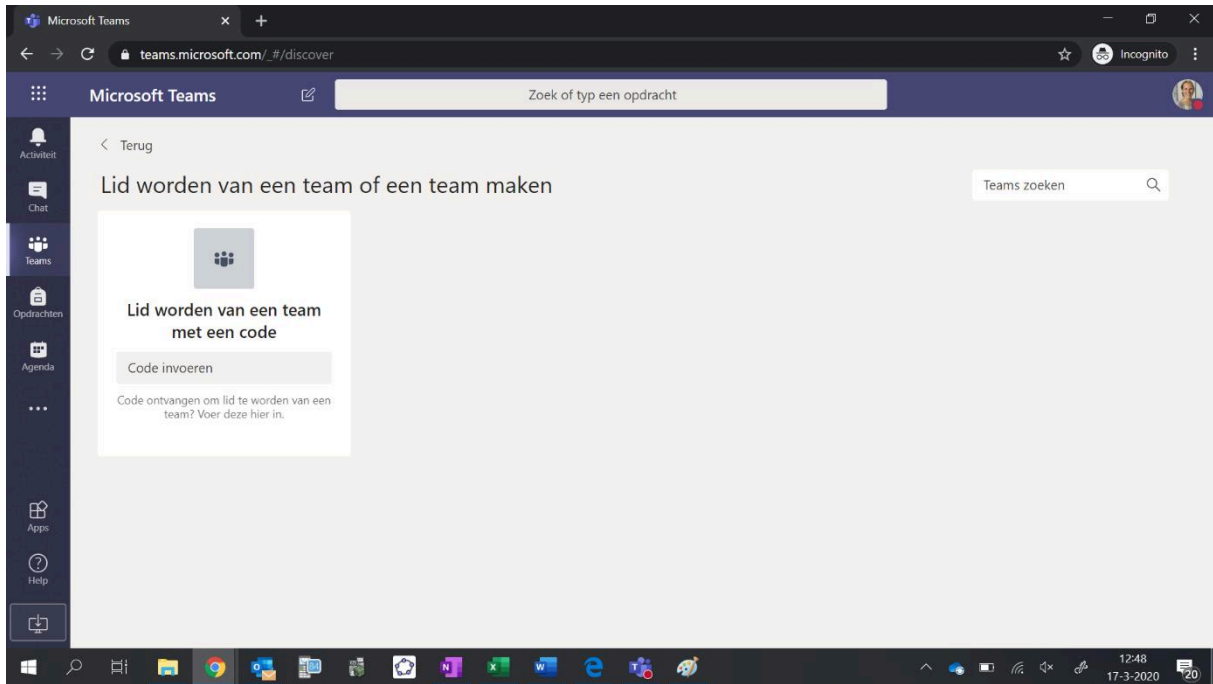 Microsoft Teams
teams.microsoft.com/_#/discover
Incognito
Microsoft Teams
Zoek of typ een opdracht
Activiteit
Chat
Teams
Opdrachten
Agenda
Apps
Help
Terug
Lid worden van een team of een team maken
Teams zoeken
Lid worden van een team
met een code
Code invoeren
Code ontvangen om lid te worden van een
team? Voer deze hier in.
12:48
17-3-2020
20